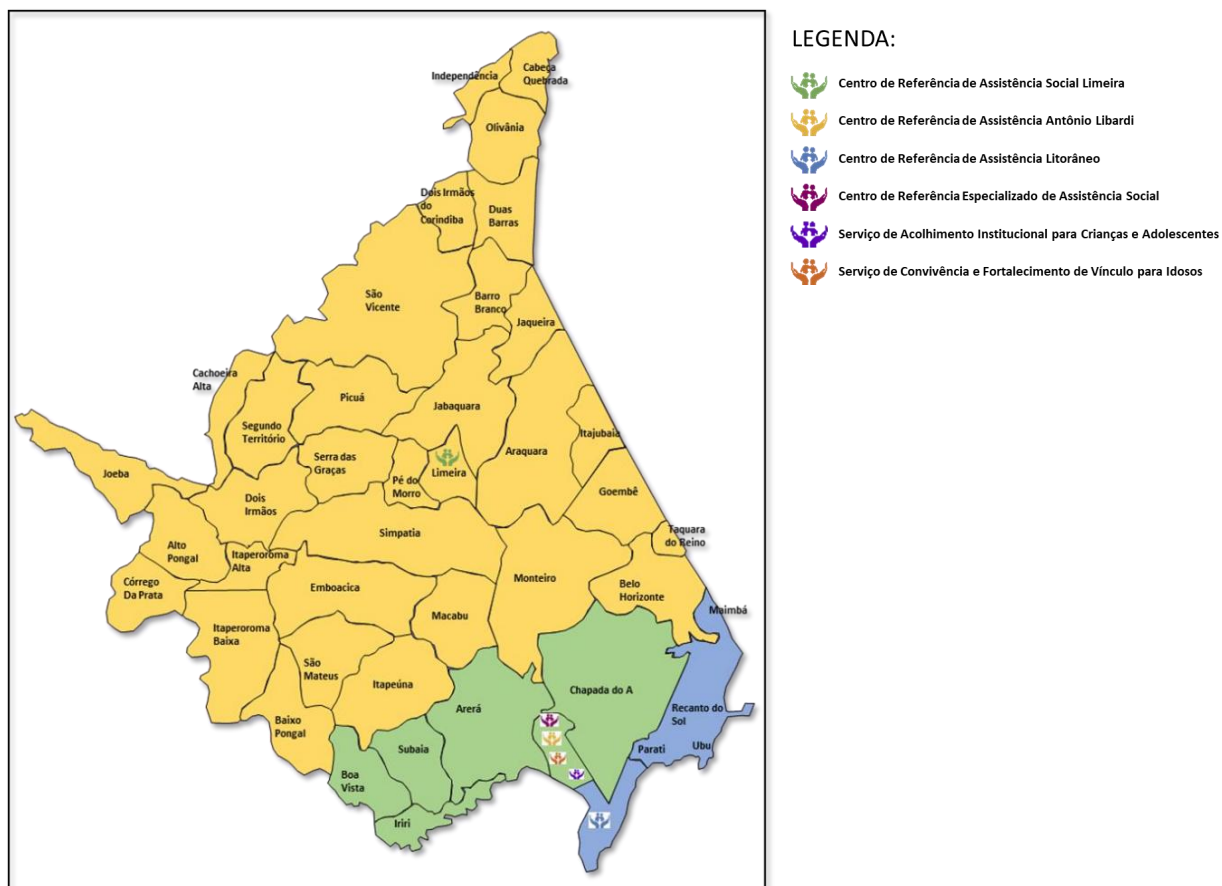 LEGENDA:
Centro de Referência de Assistência Social Limeira
Centro de Referência de Assistência Antônio Libardi
Centro de Referência de Assistência Litorâneo
Centro de Referência Especializado de Assistência Social
Serviço de Acolhimento Institucional para Crianças e Adolescentes
Serviço de Convivência e Fortalecimento de Vínculo para Idosos
Independência
Cabeça
Quebrada
Olivânia
Dois Irmãos
do
Corindiba
Duas
Barras
São
Vicente
Barro
Branco
Jaqueira
Cachoeira
Alta
Picuá
Jabaquara
Segundo
Território
Itajubaia
Serra das
Graças
Limeira
Araquara
Joeba
Pé do
Morro
Goembê
Dois
Irmãos
Simpatia
Taquara
do Reino
Alto
Pongal
Itaperoroma
Alta
Córrego
Da Prata
Emboacica
Monteiro
Belo
Horizonte
Macabu
Maimbá
Itaperoroma
Baixa
São
Mateus
Itapeúna
Chapada do A
Arerá
Recanto do
Sol
Baixo
Pongal
Subaia
Parati
Ubu
Boa
Vista
Iriri